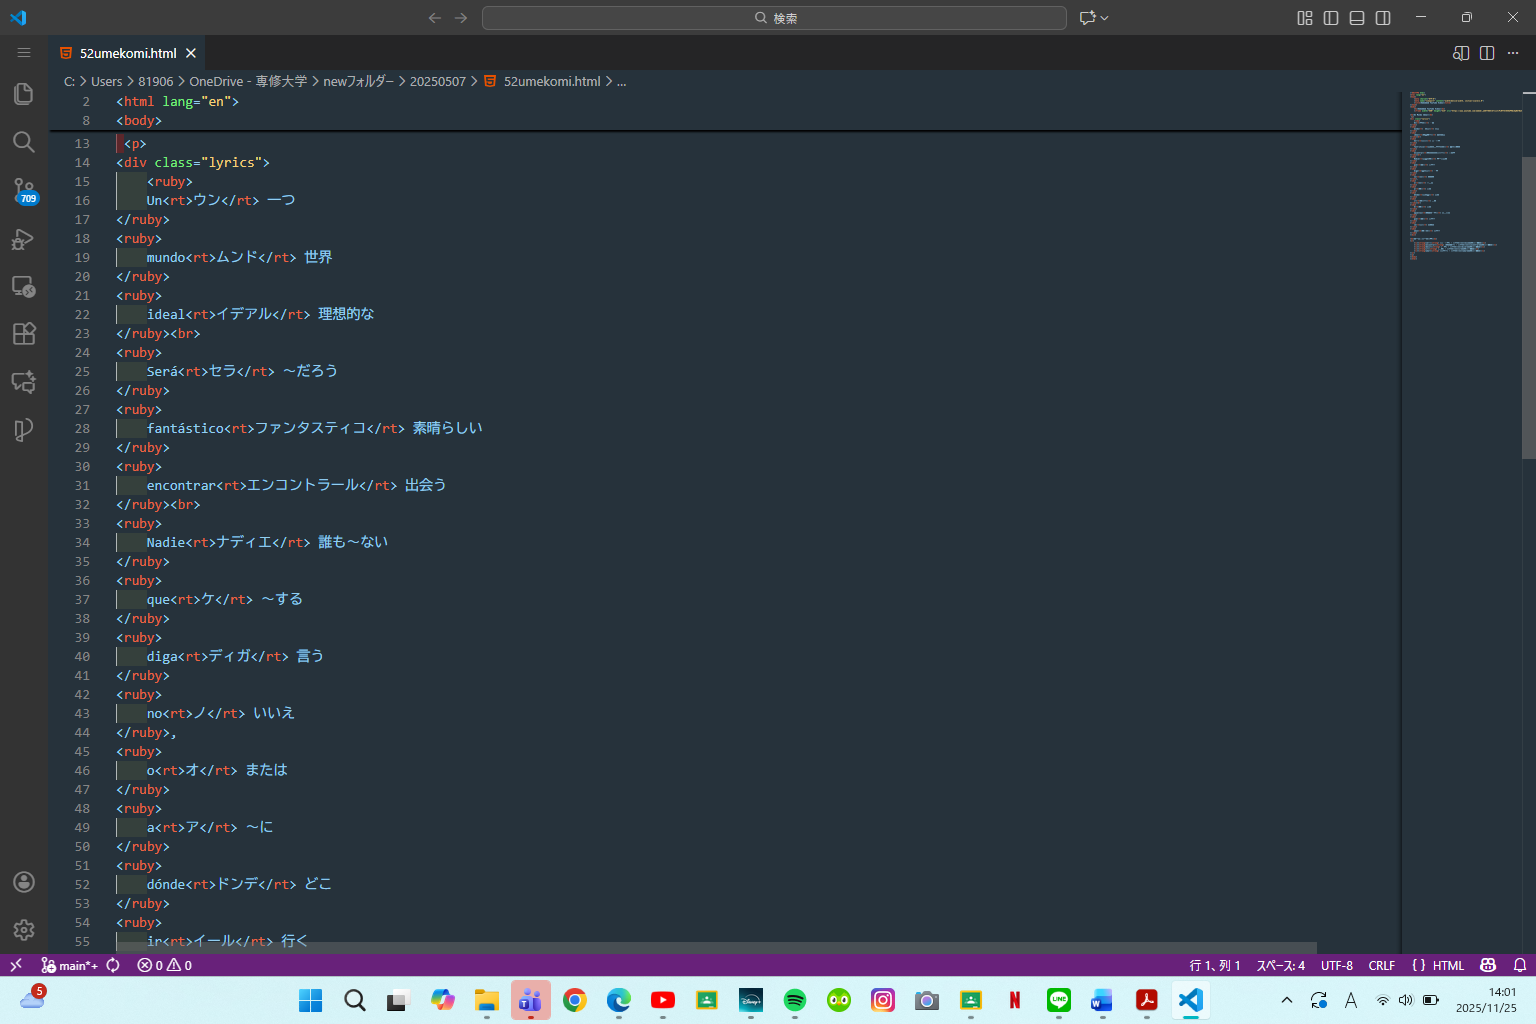 検索
52umekomi.html
C: > Users > 81906 > OneDrive - 専修大学 > newフォルダー > 20250507 > 52umekomi.html > ...
2 <html lang="en">
8 <body>
13 <p>
14 <div class="lyrics">
15 <ruby>
16 Un<rt>ウン</rt> 一つ
17 </ruby>
18 <ruby>
19 mundo<rt>ムンド</rt> 世界
20 </ruby>
21 <ruby>
22 ideal<rt>イデアル</rt> 理想的な
23 </ruby><br>
24 <ruby>
25 Será<rt>セラ</rt> ～だろう
26 </ruby>
27 <ruby>
28 fantástico<rt>ファンタスティコ</rt> 素晴らしい
29 </ruby>
30 <ruby>
31 encontrar<rt>エンコントラール</rt> 出会う
32 </ruby><br>
33 <ruby>
34 Nadie<rt>ナディエ</rt> 誰も～ない
35 </ruby>
36 <ruby>
37 que<rt>ケ</rt> ～する
38 </ruby>
39 <ruby>
40 diga<rt>ディガ</rt> 言う
41 </ruby>
42 <ruby>
43 no<rt>ノ</rt> いいえ
44 </ruby>,
45 <ruby>
46 o<rt>オ</rt> または
47 </ruby>
48 <ruby>
49 a<rt>ア</rt> ～に
50 </ruby>
51 <ruby>
52 dónde<rt>ドンデ</rt> どこ
53 </ruby>
54 <ruby>
55 ir<rt>イール</rt> 行く
709
main*+ 0 0 行 1、列 1 スペース: 4 UTF-8 CRLF { } HTML
5
A
14:01
2025/11/25